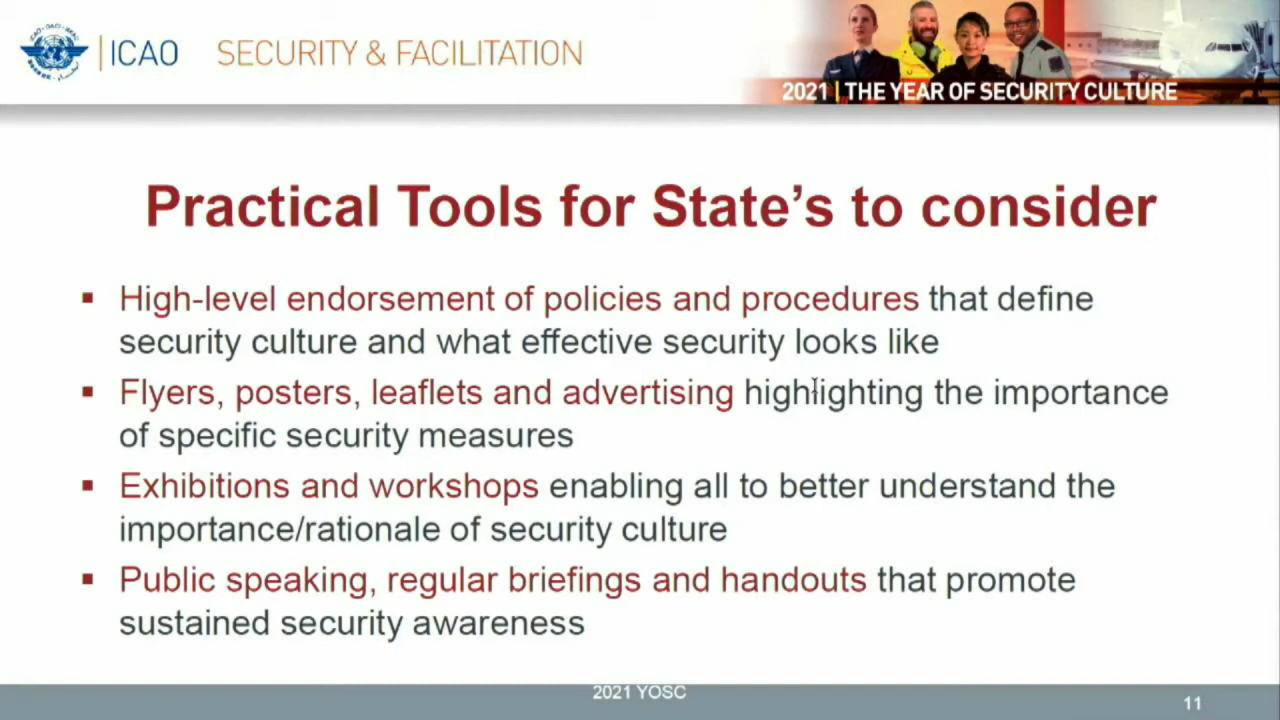 ICAO
SECURITY & FACILITATION
2021 | THE YEAR OF SECURITY CULTURE
Practical Tools for State’s to consider
▪ High-level endorsement of policies and procedures that define
security culture and what effective security looks like
▪ Flyers, posters, leaflets and advertising highlighting the importance
of specific security measures
▪ Exhibitions and workshops enabling all to better understand the
importance/rationale of security culture
▪ Public speaking, regular briefings and handouts that promote
sustained security awareness
2021 YOSC
11